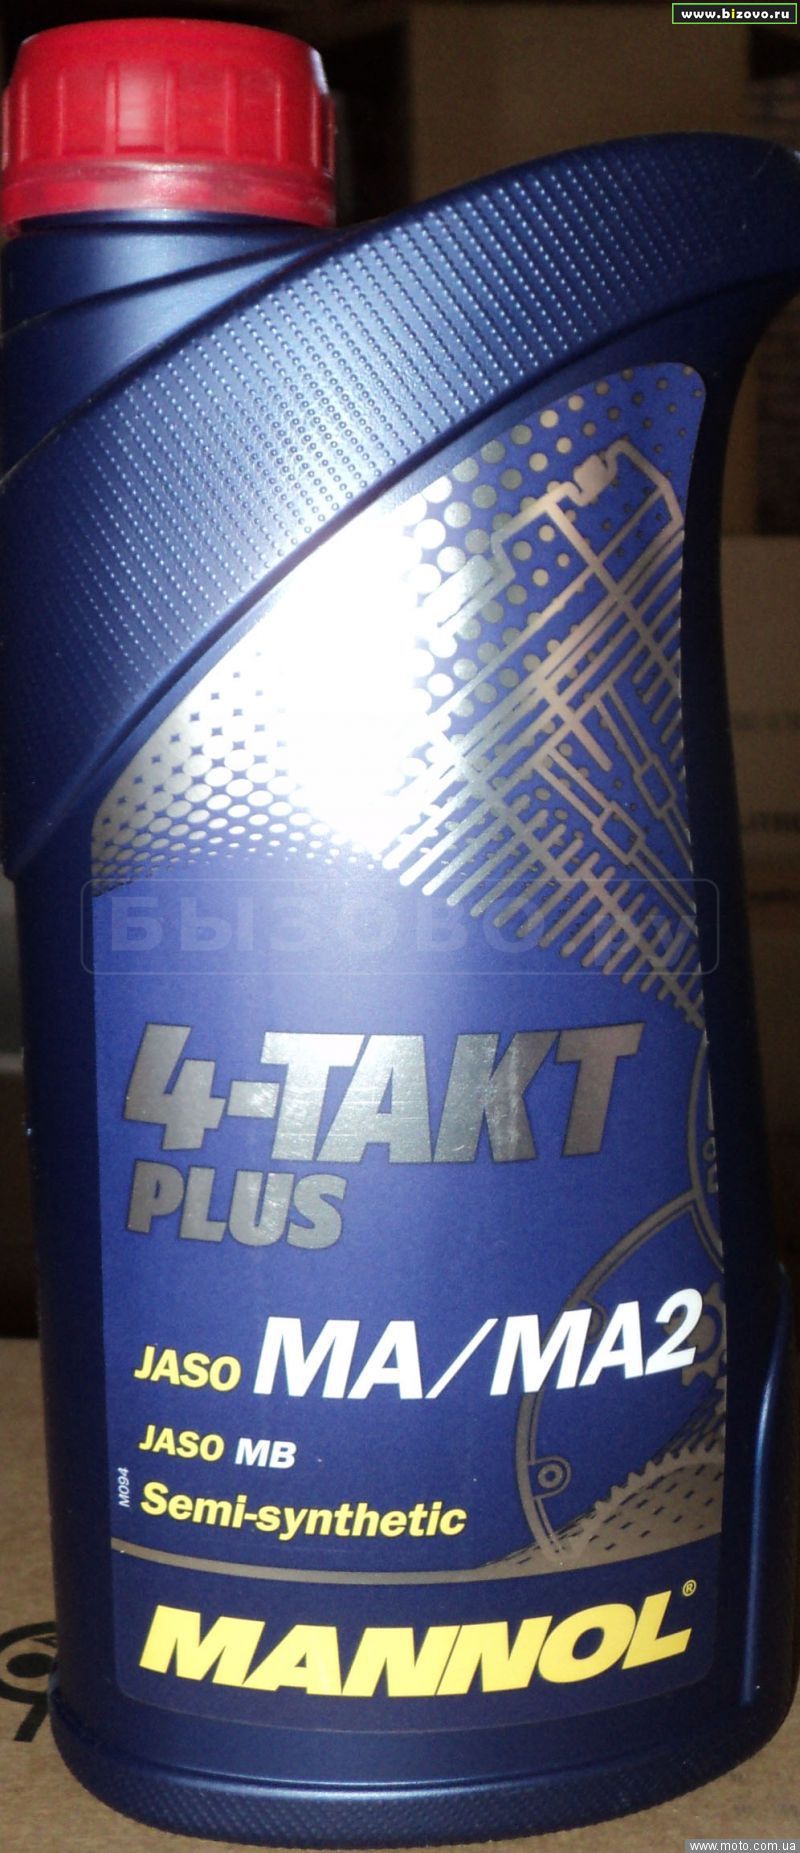 www.bizovo.ru
БЫЗОВО.ру
4-TAKT
PLUS
JASO MA/MA2
JASO MB
M094
Semi-synthetic
MANNOL®
www.moto.com.ua